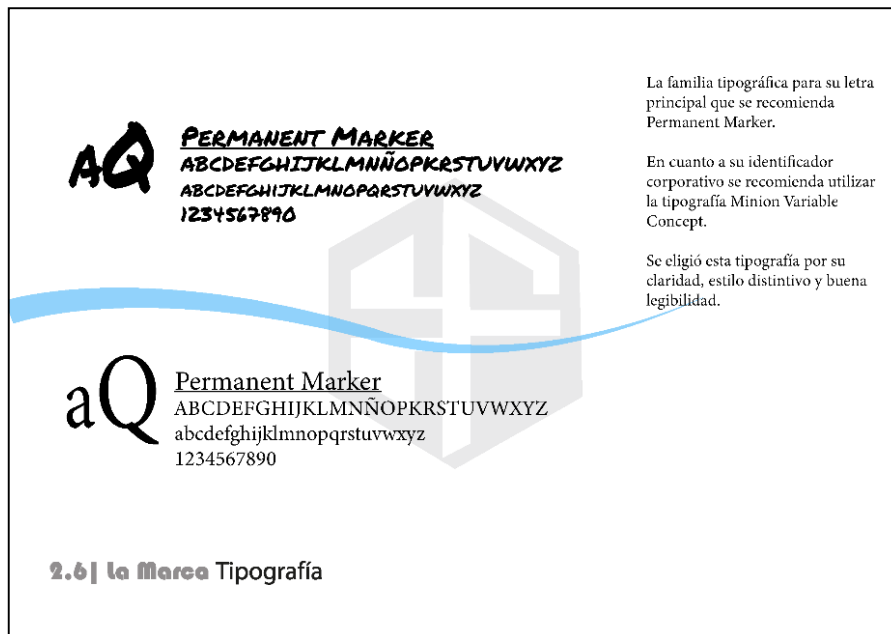 AQ
PERMANENT MARKER
ABCDEFGHIJKLMNÑOPKRSTUVWXYZ
ABCDEFGHIJKLMNOPQRSTUVWXYZ
1234567890
La familia tipográfica para su letra
principal que se recomienda
Permanent Marker.
En cuanto a su identificador
corporativo se recomienda utilizar
la tipografía Minion Variable
Concept.
Se eligió esta tipografía por su
claridad, estilo distintivo y buena
legibilidad.
aQ
Permanent Marker
ABCDEFGHIJKLMNÑOPKRSTUVWXYZ
abcdefghijklmnopqrstuvwxyz
1234567890
2.6| La Marca Tipografía